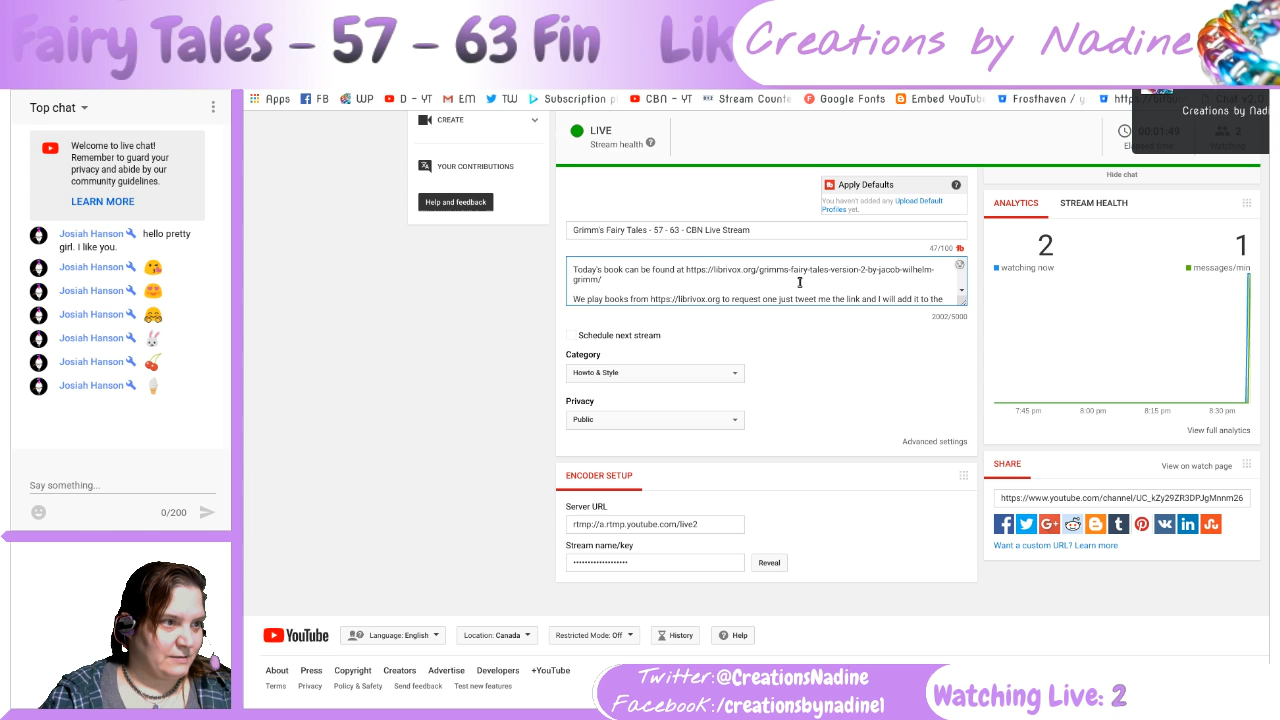 Fairy Tales - 57 - 63 Fin Lik
Creations by Nadine
Top chat
Welcome to live chat!
Remember to guard your
privacy and abide by our
community guidelines.
LEARN MORE
Josiah Hanson hello pretty
girl. I like you.
Josiah Hanson
Josiah Hanson
Josiah Hanson
Josiah Hanson
Josiah Hanson
Josiah Hanson
Say something...
0/200
Apps FB WP D - YT EM TW Subscription p CBN - YT Stream Counte Google Fonts Embed YouTube Frosthaven / g
Creations by Nadi
CREATE
YOUR CONTRIBUTIONS
Help and feedback
LIVE
Stream health
00:01:49
2
Apply Defaults
You haven't added any Upload Default
Profiles yet.
Grimm's Fairy Tales - 57 - 63 - CBN Live Stream
47/100
Today's book can be found at https://librivox.org/grimms-fairy-tales-version-2-by-jacob-wilhelm-
grimm/
We play books from https://librivox.org to request one just tweet me the link and I will add it to the
2002/5000
Schedule next stream
Category
Howto & Style
Privacy
Public
Advanced settings
ENCODER SETUP
Server URL
rtmp://a.rtmp.youtube.com/live2
Stream name/key
••••••••••••••••••
Reveal
Hide chat
ANALYTICS STREAM HEALTH
2 1
watching now messages/min
7:45 pm 8:00 pm 8:15 pm 8:30 pm
View full analytics
SHARE
View on watch page
https://www.youtube.com/channel/UC_kZy29ZR3DPJgMnnm26
Want a custom URL? Learn more
YouTube
Language: English
Location: Canada
Restricted Mode: Off
History
Help
About Press Copyright Creators Advertise Developers +YouTube
Terms Privacy Policy & Safety Send feedback Test new features
Twitter:@CreationsNadine
Facebook:/creationsbynadine1
Watching Live: 2